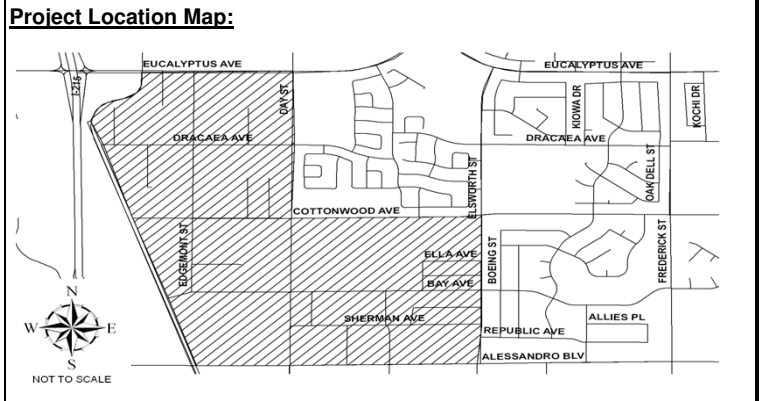 Project Location Map:
EUCALYPTUS AVE
EUCALYPTUS AVE
I-215
DAY ST
KIOWA DR
KOCHI DR
DRACAEA AVE
DRACAEA AVE
ELSWORTH ST
OAK DELL ST
COTTONWOOD AVE
EDGEMONT ST
ELLA AVE
BOEING ST
FREDERICK ST
BAY AVE
N
W
E
S
NOT TO SCALE
SHERMAN AVE
ALLIES PL
REPUBLIC AVE
ALESSANDRO BLV